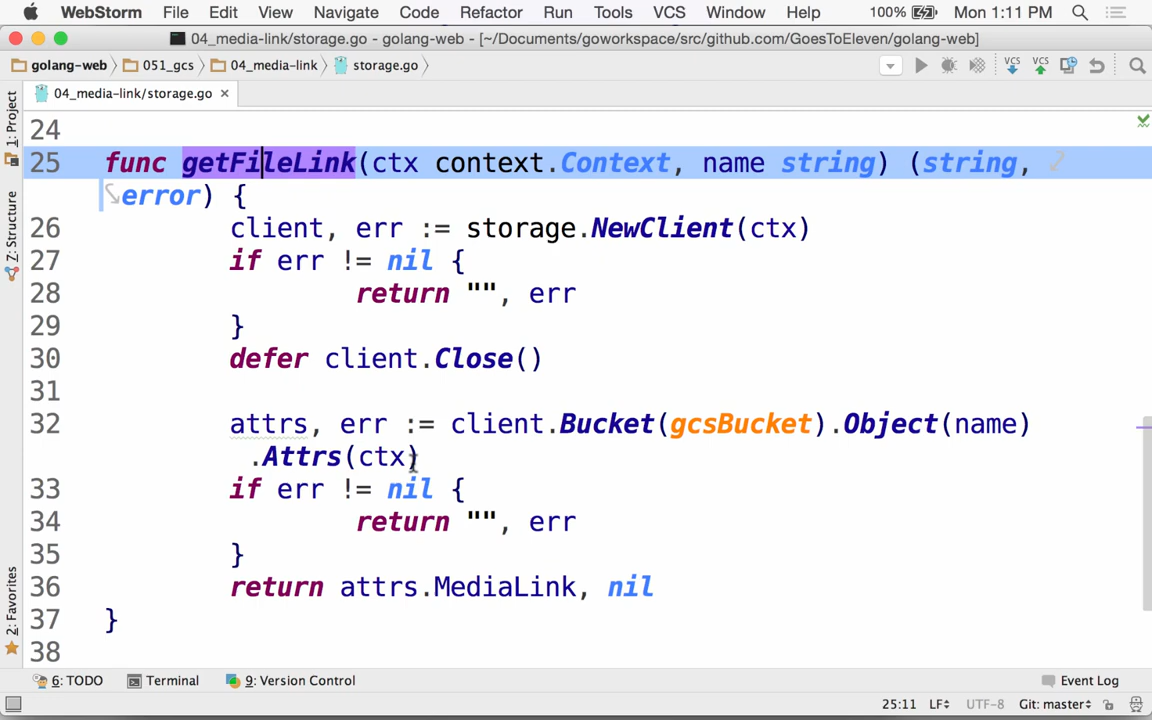 WebStorm File Edit View Navigate Code Refactor Run Tools VCS Window Help 100% Mon 1:11 PM
04_media-link/storage.go - golang-web - [~/Documents/goworkspace/src/github.com/GoesToEleven/golang-web]
golang-web 051_gcs 04_media-link storage.go VCS VCS
04_media-link/storage.go
1: Project
Z: Structure
2: Favorites
24
25 func getFileLink(ctx context.Context, name string) (string,
error) {
26 client, err := storage.NewClient(ctx)
27 if err != nil {
28 return "", err
29 }
30 defer client.Close()
31
32 attrs, err := client.Bucket(gcsBucket).Object(name)
.Attrs(ctx)
33 if err != nil {
34 return "", err
35 }
36 return attrs.MediaLink, nil
37 }
38
6: TODO Terminal 9: Version Control Event Log
25:11 LF UTF-8 Git: master